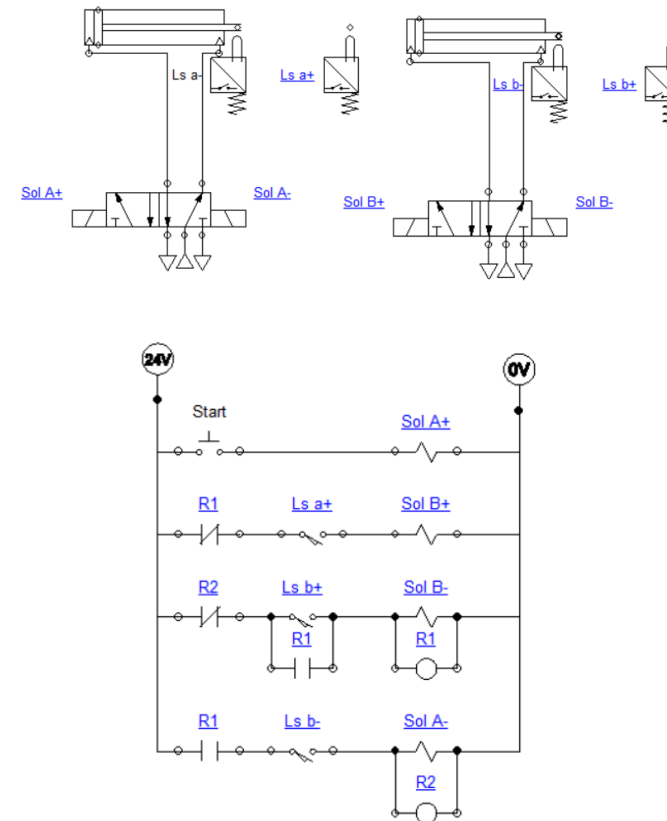 Ls a-
Ls a+
Ls b-
Ls b+
Sol A+
Sol A-
Sol B+
Sol B-
24V
0V
Start
Sol A+
R1
Ls a+
Sol B+
R2
Ls b+
Sol B-
R1
R1
R1
Ls b-
Sol A-
R2